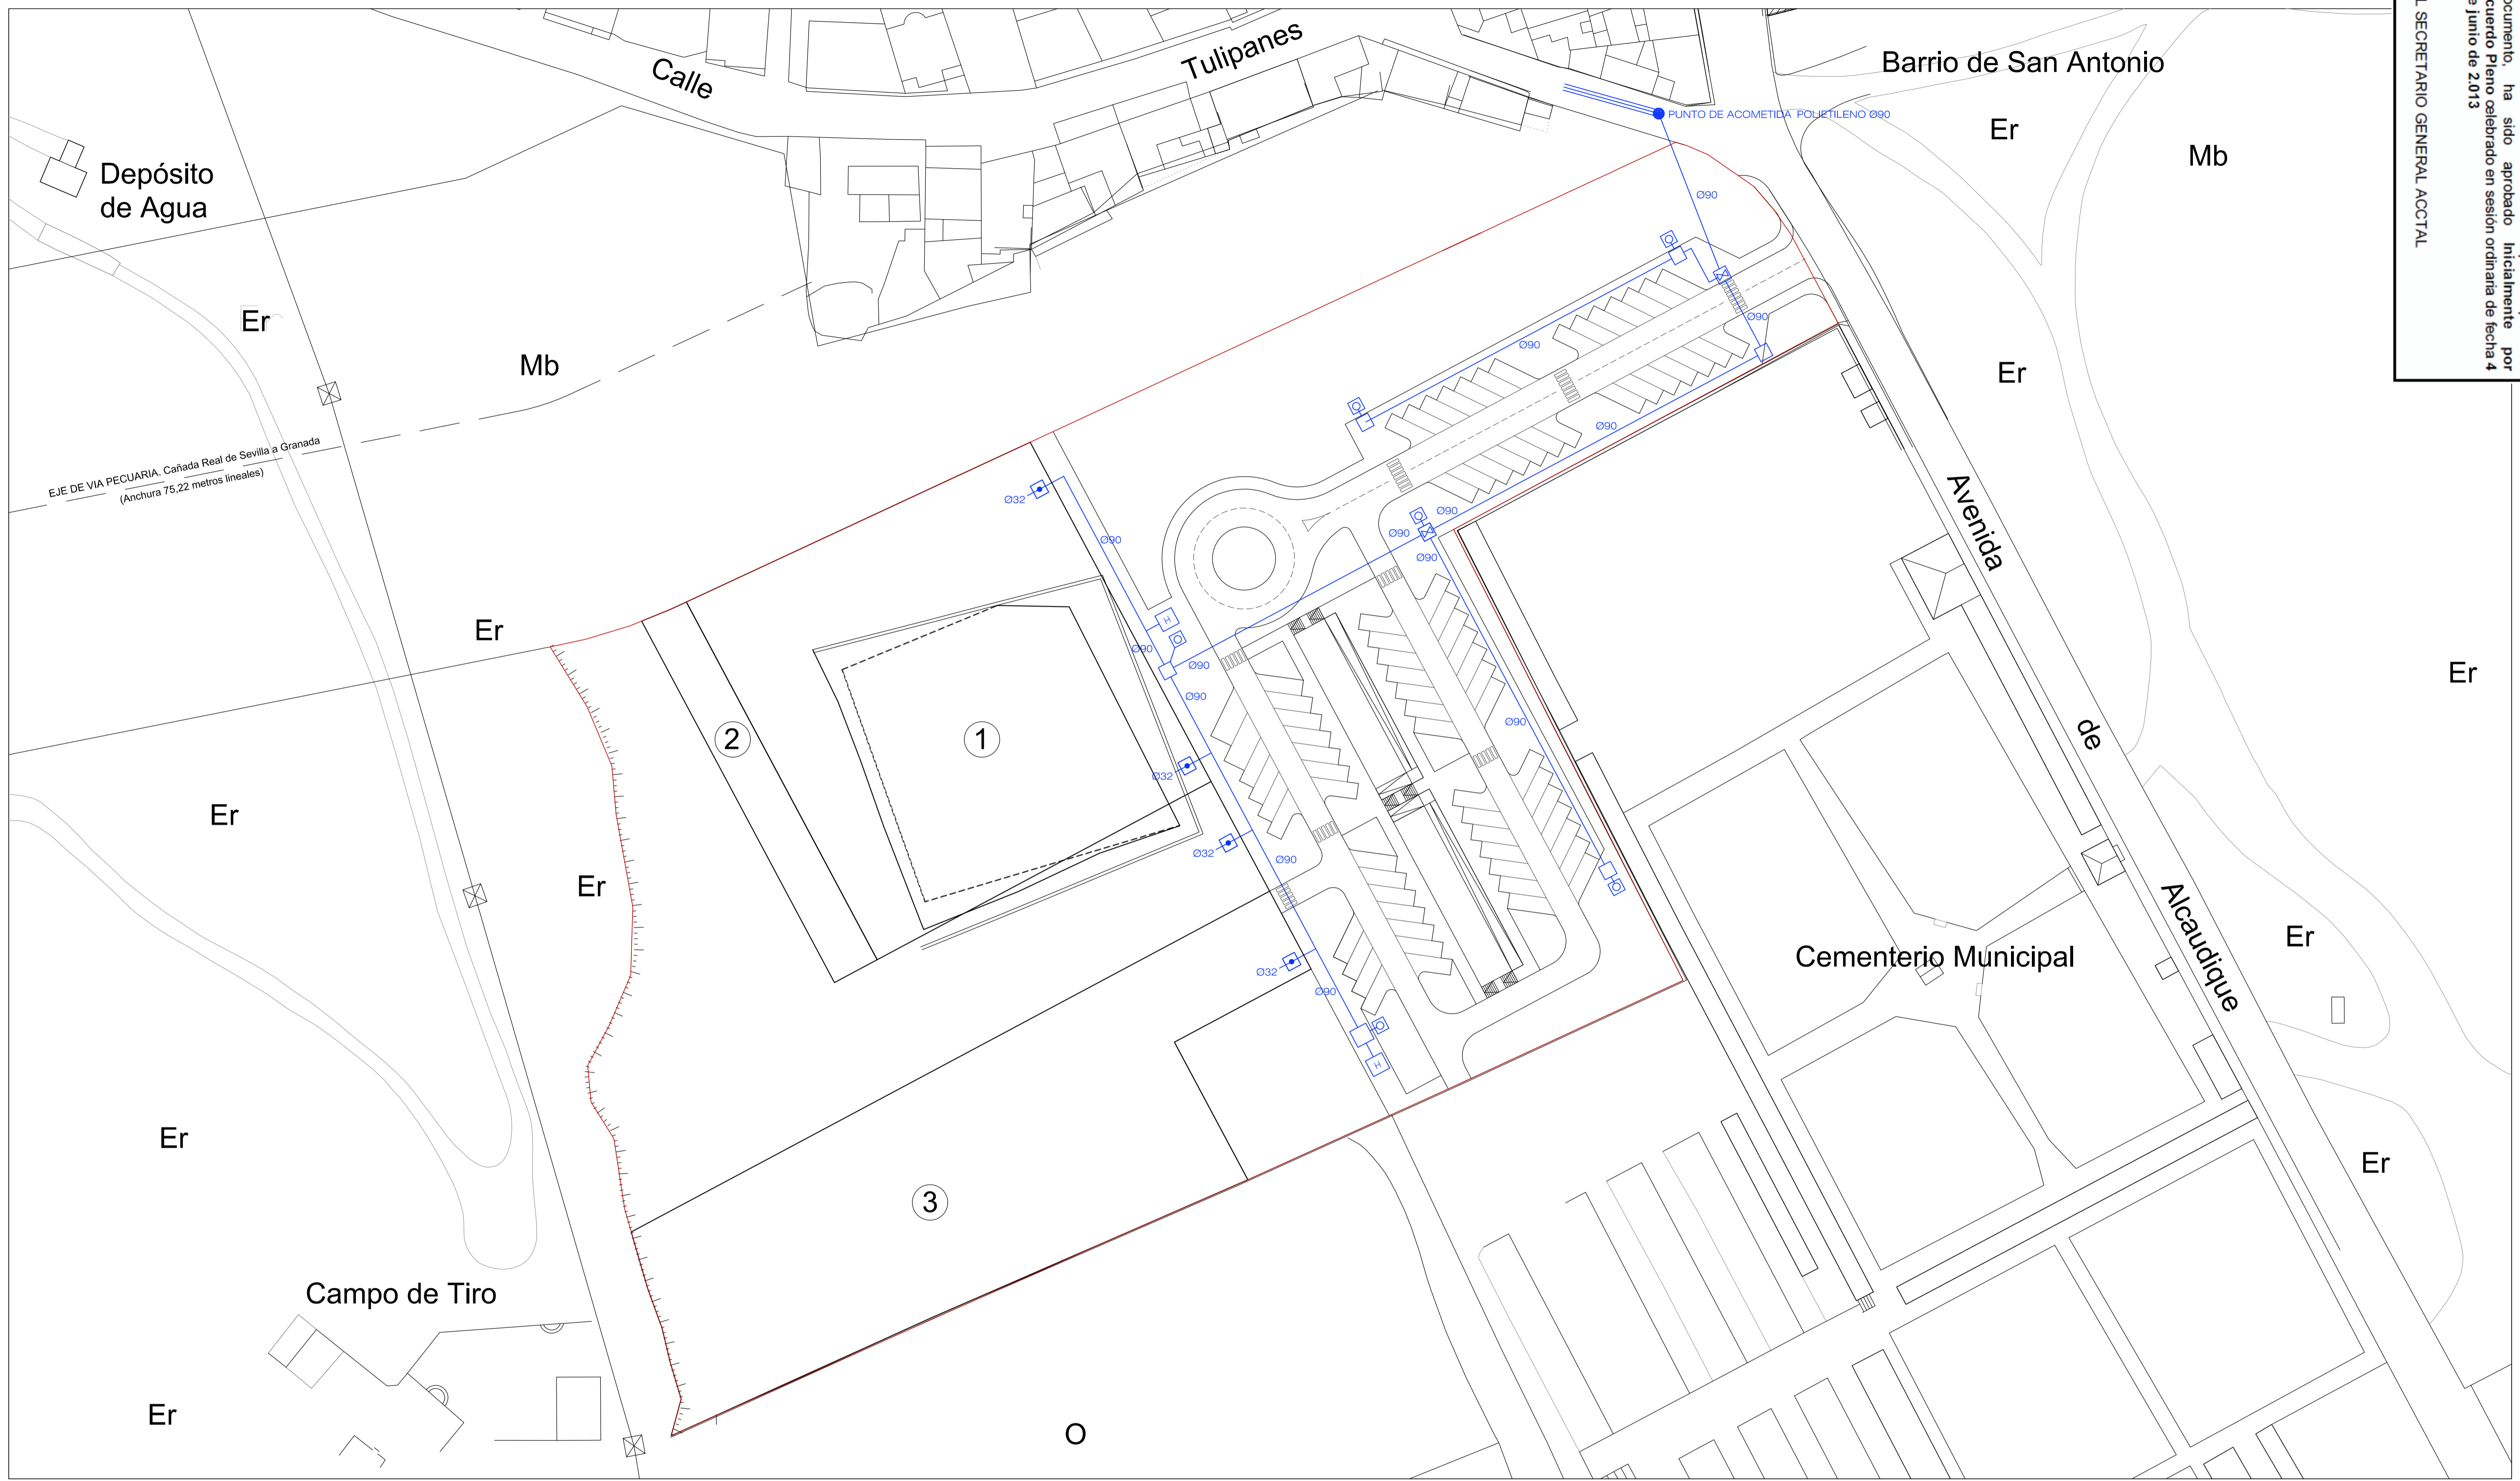 ocumento, ha sido aprobado Inicialmente por
cuerdo Pleno celebrado en sesión ordinaria de fecha 4
e junio de 2.013
L SECRETARIO GENERAL ACCTAL
Calle
Tulipanes
Barrio de San Antonio
PUNTO DE ACOMETIDA POLIETILENO Ø90
Er
Mb
Depósito
de Agua
Ø90
Er
Mb
Ø90
Ø90
Er
Ø90
EJE DE VIA PECUARIA. Cañada Real de Sevilla a Granada
(Anchura 75,22 metros lineales)
Ø32
Ø90
Ø90
Ø90
Ø90
Avenida
Er
H
Ø90
Ø90
Ø90
Er
2
1
Ø90
de
Ø32
Er
Ø32
Ø90
Er
Alcaudique
Er
Cementerio Municipal
Ø32
Ø90
H
Er
Er
3
Campo de Tiro
Er
O